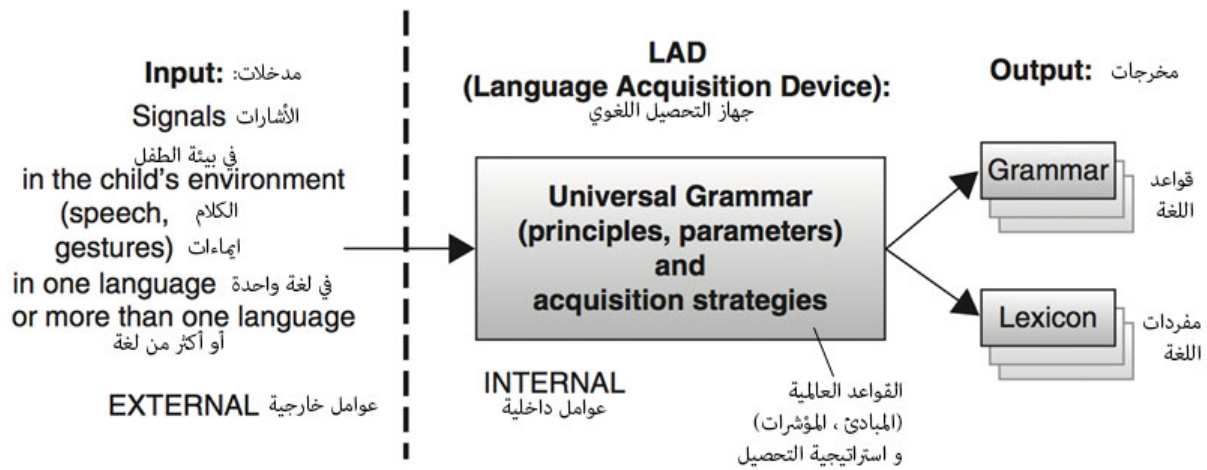 Input: مدخلات:
Signals الأشارات
في بيئة الطفل
in the child's environment
(speech, الكلام
gestures) ايماءات
in one language في لغة واحدة
or more than one language
أو أكثر من لغة
EXTERNAL عوامل خارجية
LAD
(Language Acquisition Device):
جهاز التحصيل اللغوي
Universal Grammar
(principles, parameters)
and
acquisition strategies
INTERNAL
عوامل داخلية
القواعد العالمية
(المبادئ ، المؤشرات)
و استراتيجية التحصيل
Output: مخرجات
Grammar
قواعد
اللغة
Lexicon
مفردات
اللغة